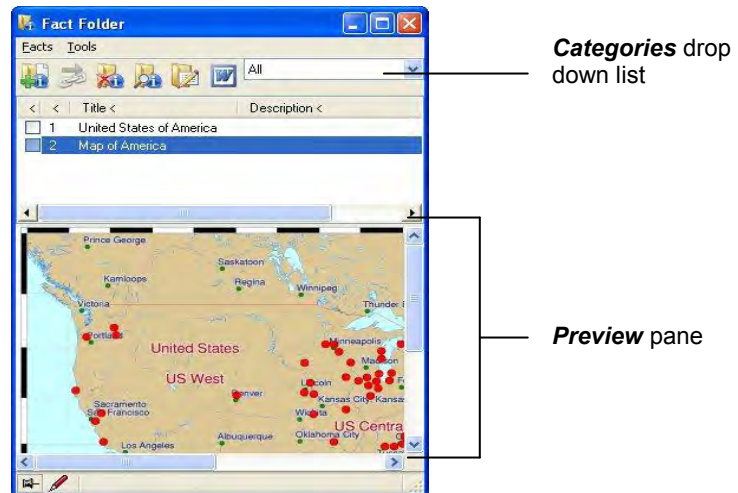 Fact Folder
Facts Tools
All
Categories drop
down list
< < Title < Description <
1 United States of America
2 Map of America
Prince George
Saskatoon
Kamloops
Regina
Winnipeg
Victoria
Thunder
Portland
Minneapolis
United States
Madison
Preview pane
US West
Lincoln
Denver
Kansas City, Kansas
Sacramento
San Francisco
Wichita
US Centra
Albuquerque
Oklahoma City
Los Angeles